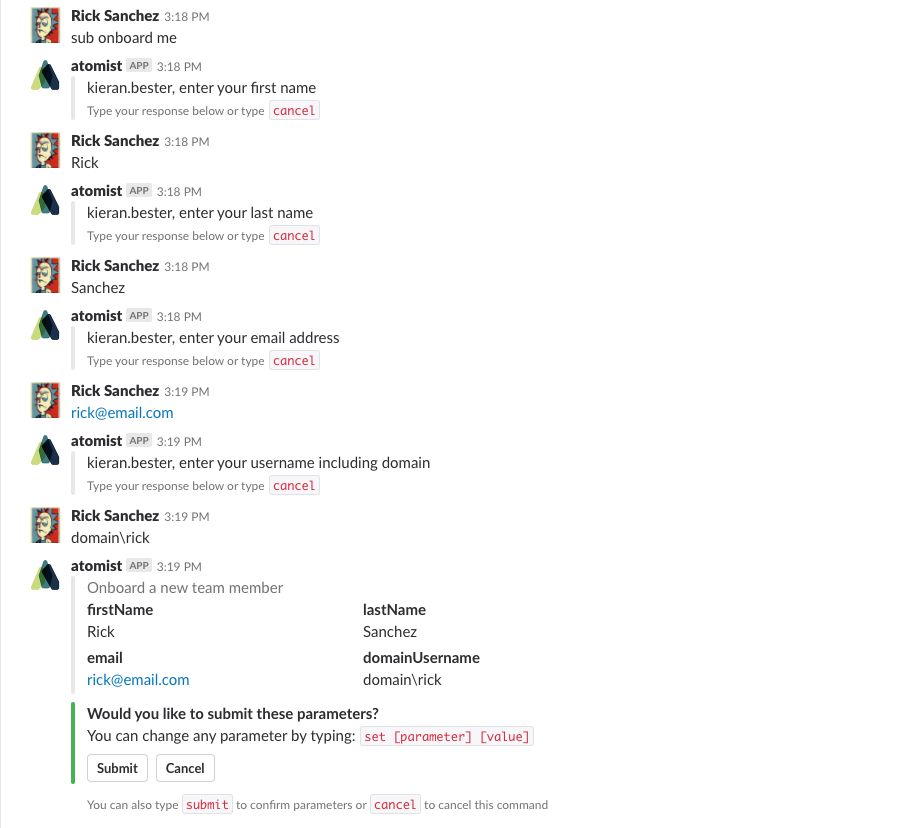 Rick Sanchez 3:18 PM
sub onboard me
atomist APP 3:18 PM
kieran.bester, enter your first name
Type your response below or type cancel
Rick Sanchez 3:18 PM
Rick
atomist APP 3:18 PM
kieran.bester, enter your last name
Type your response below or type cancel
Rick Sanchez 3:18 PM
Sanchez
atomist APP 3:18 PM
kieran.bester, enter your email address
Type your response below or type cancel
Rick Sanchez 3:19 PM
rick@email.com
atomist APP 3:19 PM
kieran.bester, enter your username including domain
Type your response below or type cancel
Rick Sanchez 3:19 PM
domain\rick
atomist APP 3:19 PM
Onboard a new team member
firstName lastName
Rick Sanchez
email domainUsername
rick@email.com domain\rick
Would you like to submit these parameters?
You can change any parameter by typing: set [parameter] [value]
Submit Cancel
You can also type submit to confirm parameters or cancel to cancel this command